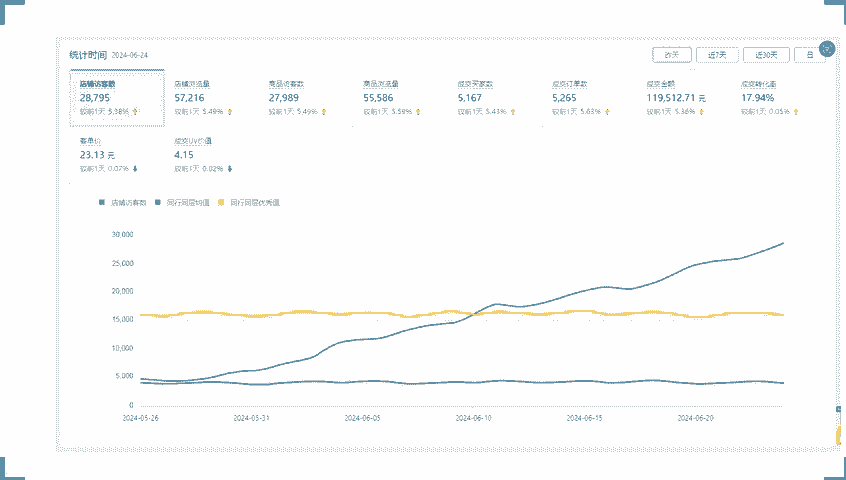 统计时间 2024-06-24 昨天 近7天 近30天 日
店铺访客数 店铺浏览量 商品访客数 商品浏览量 成交买家数 成交订单数 成交金额 成交转化率
28,795 57,216 27,989 55,586 5,167 5,265 119,512.71 元 17.94%
较前1天 5.38% 较前1天 5.49% 较前1天 5.49% 较前1天 5.59% 较前1天 5.43% 较前1天 5.63% 较前1天 5.36% 较前1天 0.05%
客单价 成交UV价值
23.13 元 4.15
较前1天 0.07% 较前1天 0.02%
店铺访客数 同行同层均值 同行同层优秀值
30,000
25,000
20,000
15,000
10,000
5,000
0
2024-05-26 2024-05-31 2024-06-05 2024-06-10 2024-06-15 2024-06-20